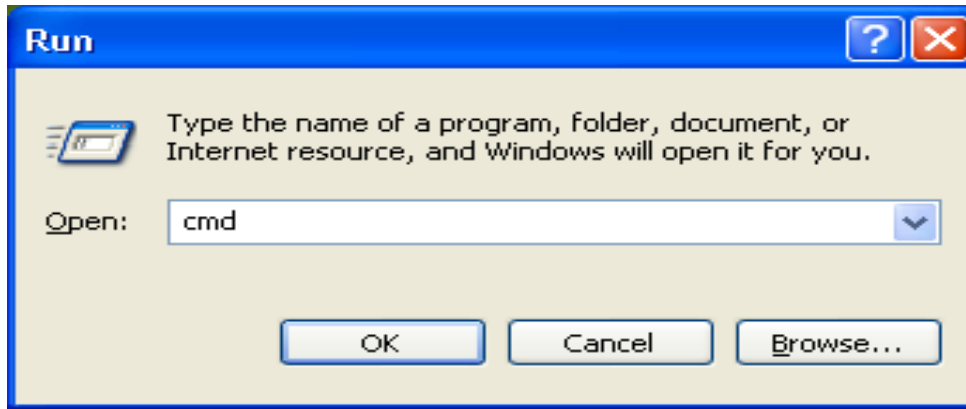 Run
Type the name of a program, folder, document, or
Internet resource, and Windows will open it for you.
Open: cmd
OK Cancel Browse...